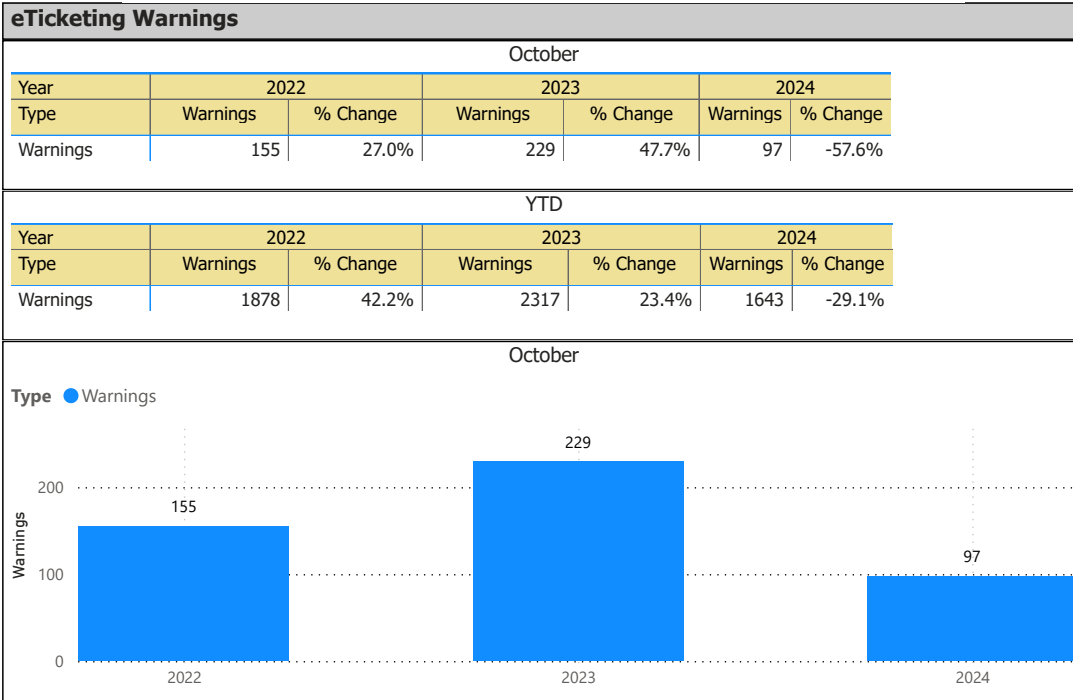 eTicketing Warnings
October
Year 2022 2023 2024
Type Warnings % Change Warnings % Change Warnings % Change
Warnings 155 27.0% 229 47.7% 97 -57.6%
YTD
Year 2022 2023 2024
Type Warnings % Change Warnings % Change Warnings % Change
Warnings 1878 42.2% 2317 23.4% 1643 -29.1%
October
Type Warnings
229
200
155
Warnings
100
97
0
2022 2023 2024